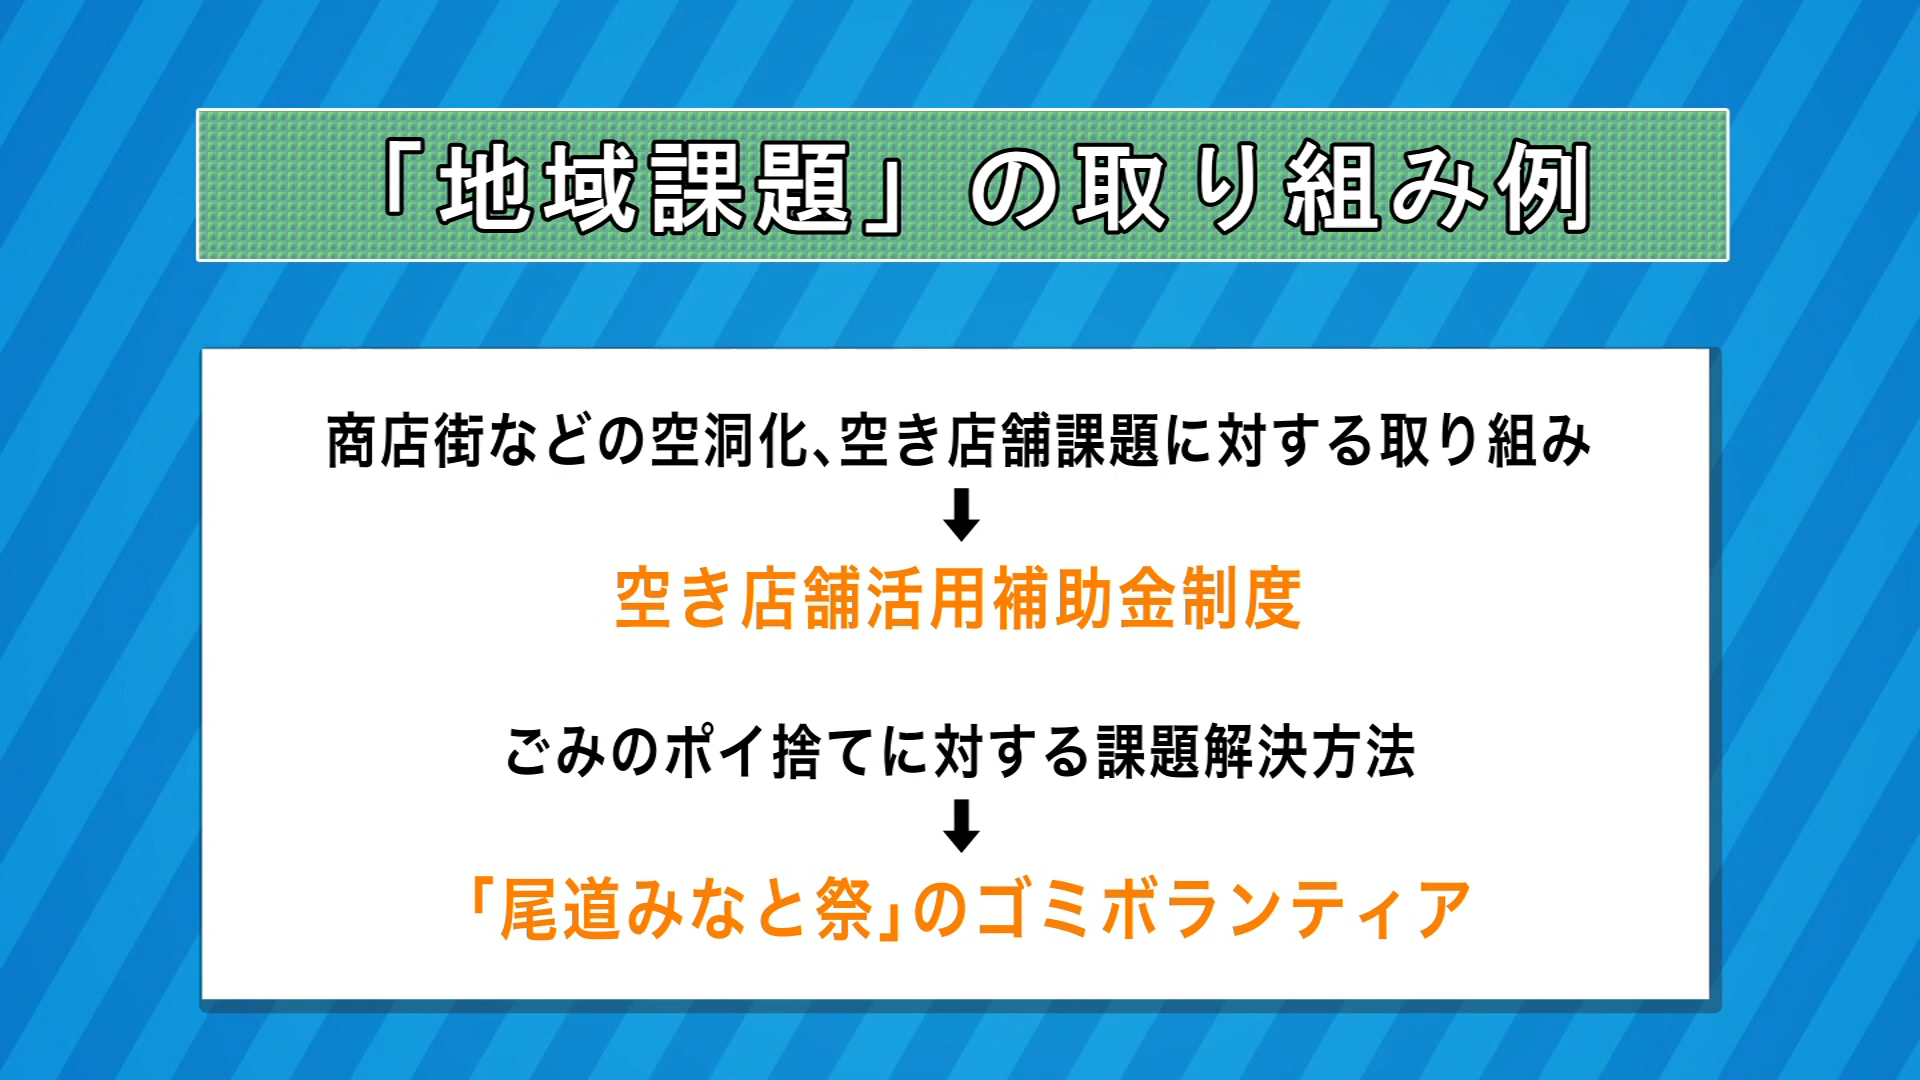 「地域課題」の取り組み例
商店街などの空洞化、空き店舗課題に対する取り組み
空き店舗活用補助金制度
ごみのポイ捨てに対する課題解決方法
「尾道みなと祭」のゴミボランティア